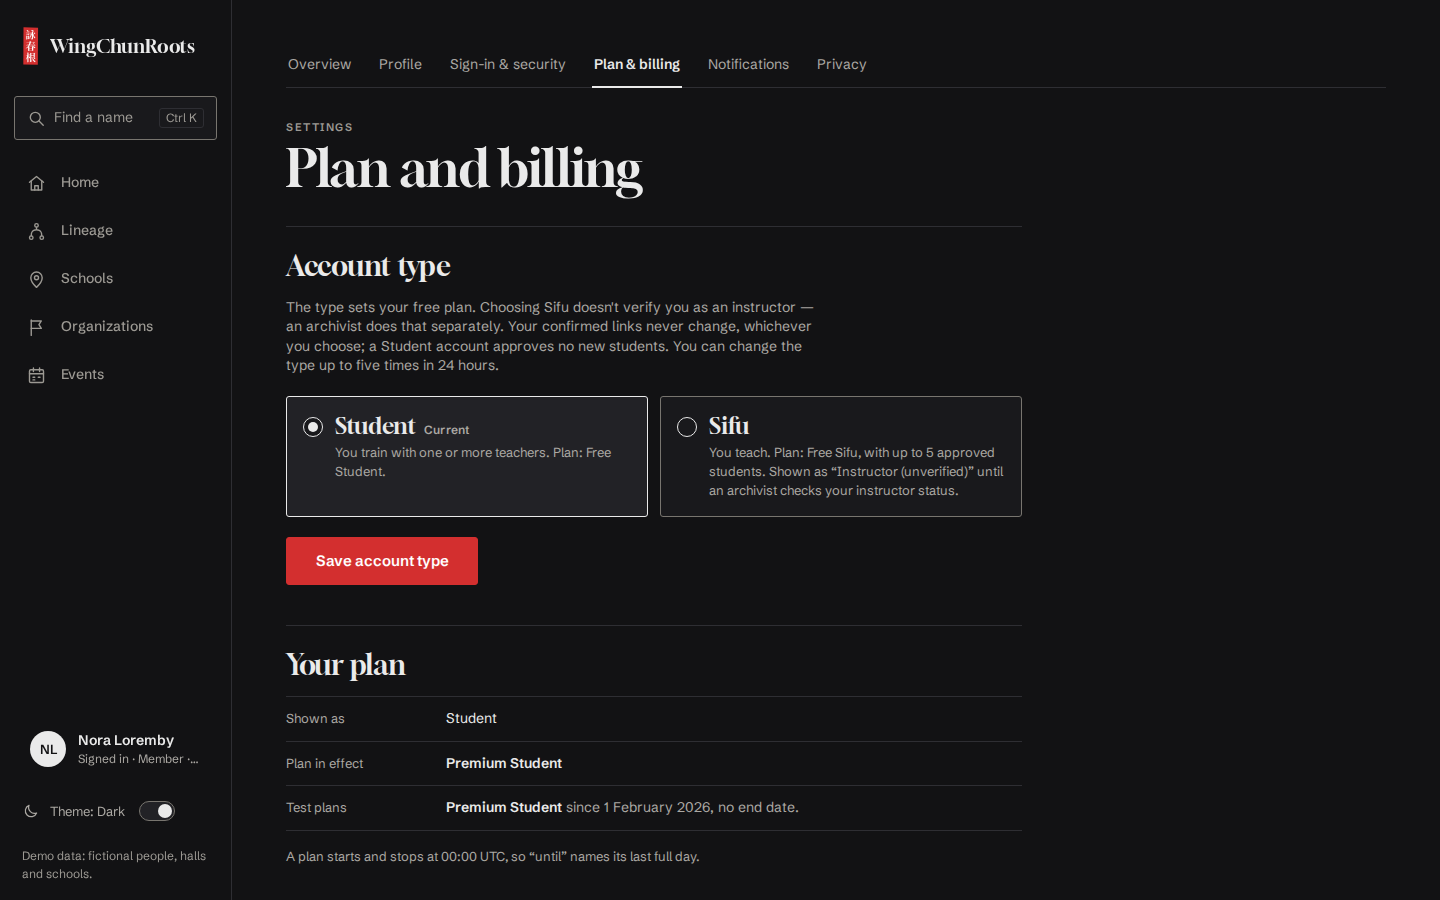 詠春根
WingChunRoots
Find a name
Ctrl K
Home
Lineage
Schools
Organizations
Events
NL
Nora Loremby
Signed in · Member ·…
Theme: Dark
Demo data: fictional people, halls
and schools.
Overview
Profile
Sign-in & security
Plan & billing
Notifications
Privacy
SETTINGS
Plan and billing
Account type
The type sets your free plan. Choosing Sifu doesn't verify you as an instructor —
an archivist does that separately. Your confirmed links never change, whichever
you choose; a Student account approves no new students. You can change the
type up to five times in 24 hours.
Student Current
You train with one or more teachers. Plan: Free
Student.
Sifu
You teach. Plan: Free Sifu, with up to 5 approved
students. Shown as “Instructor (unverified)” until
an archivist checks your instructor status.
Save account type
Your plan
Shown as Student
Plan in effect Premium Student
Test plans Premium Student since 1 February 2026, no end date.
A plan starts and stops at 00:00 UTC, so “until” names its last full day.